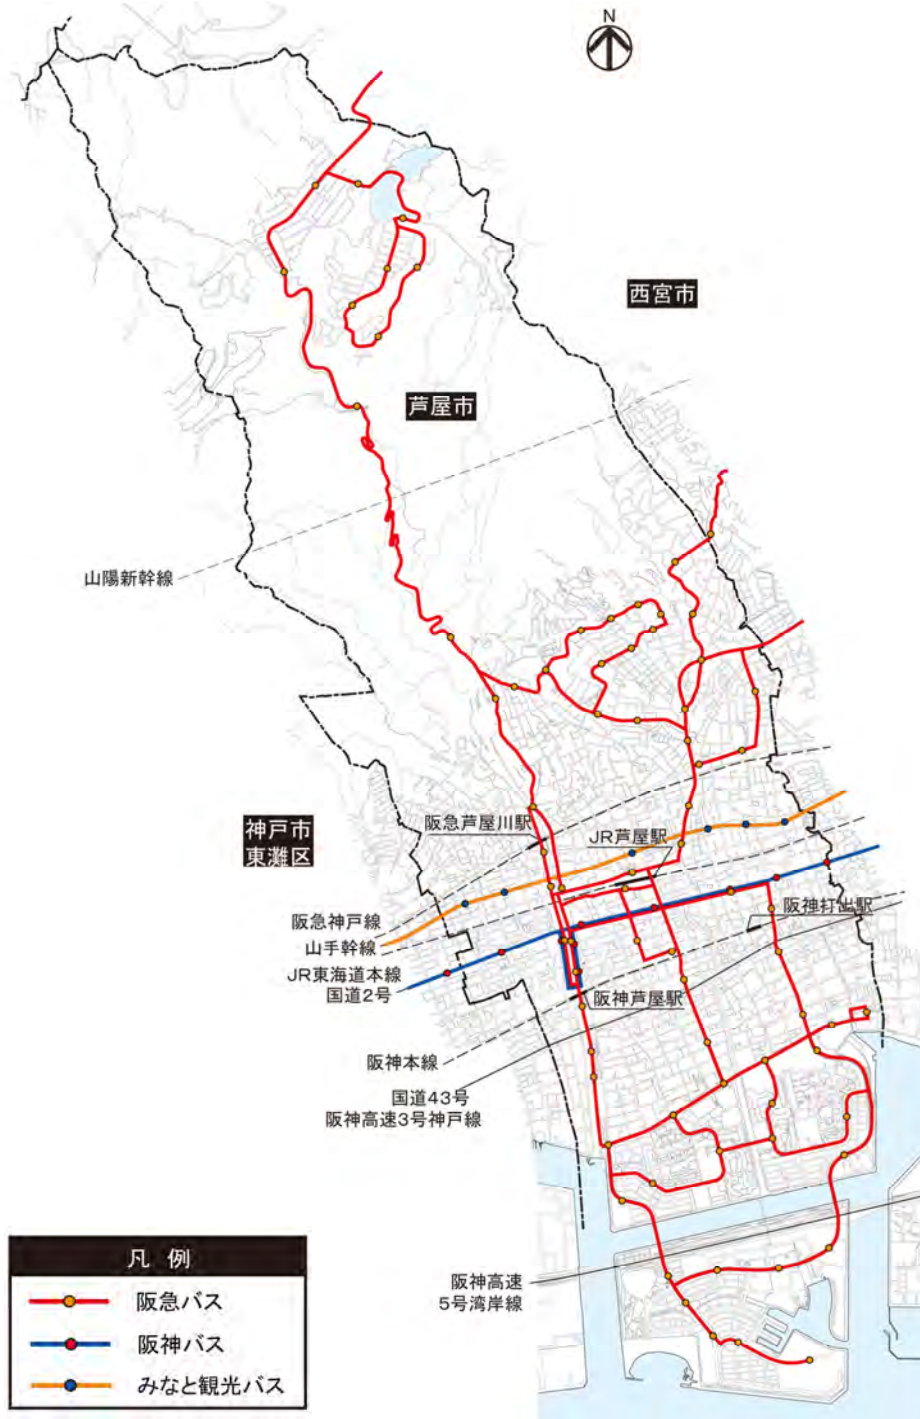 N
西宮市
芦屋市
山陽新幹線
神戸市
東灘区
阪急芦屋川駅
JR芦屋駅
阪神打出駅
阪急神戸線
山手幹線
JR東海道本線
国道2号
阪神芦屋駅
阪神本線
国道43号
阪神高速3号神戸線
阪神高速
5号湾岸線
凡例
阪急バス
阪神バス
みなと観光バス